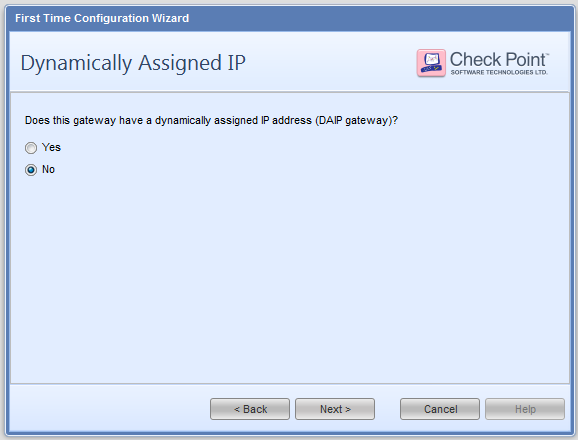 First Time Configuration Wizard
Dynamically Assigned IP
Check Point™
SOFTWARE TECHNOLOGIES LTD.
Does this gateway have a dynamically assigned IP address (DAIP gateway)?
Yes
No
< Back
Next >
Cancel
Help